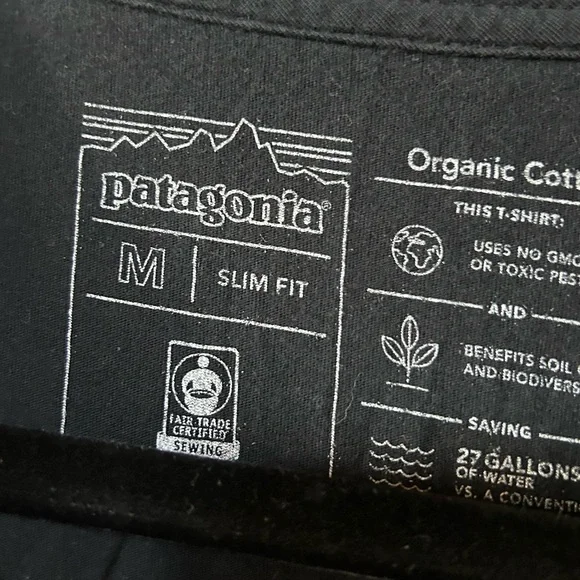 patagonia®
M
SLIM FIT
FAIR TRADE
CERTIFIED
SEWING
Organic
THIS T-SHIRT:
USES NO GMO
OR TOXIC
AND
BENEFITS SOIL
AND
SAVING
27 GALLONS
OF WATER
VS. A